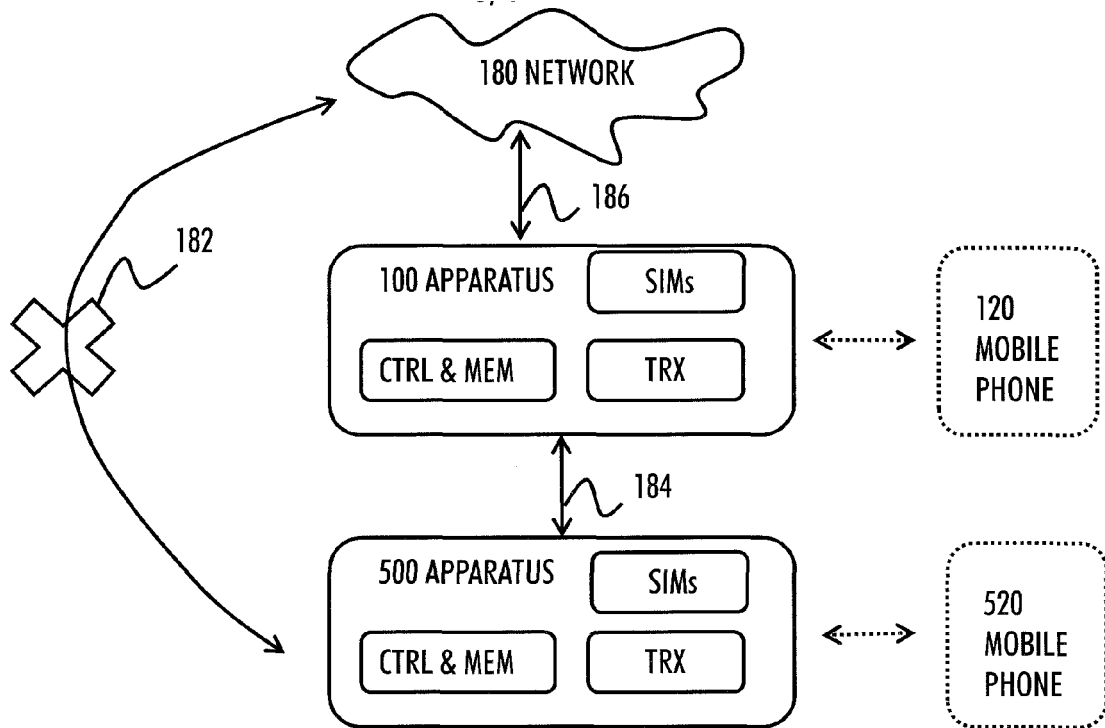 180 NETWORK
186
182
100 APPARATUS
SIMs
CTRL & MEM
TRX
120
MOBILE
PHONE
184
500 APPARATUS
SIMs
CTRL & MEM
TRX
520
MOBILE
PHONE